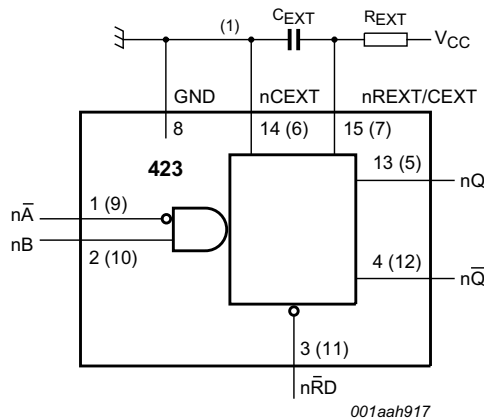 (1)
CEXT
REXT
VCC
GND
nCEXT
nREXT/CEXT
8
14 (6)
15 (7)
423
13 (5)
nQ
nA̅
1 (9)
nB
2 (10)
4 (12)
nQ̅
3 (11)
nR̅D
001aah917